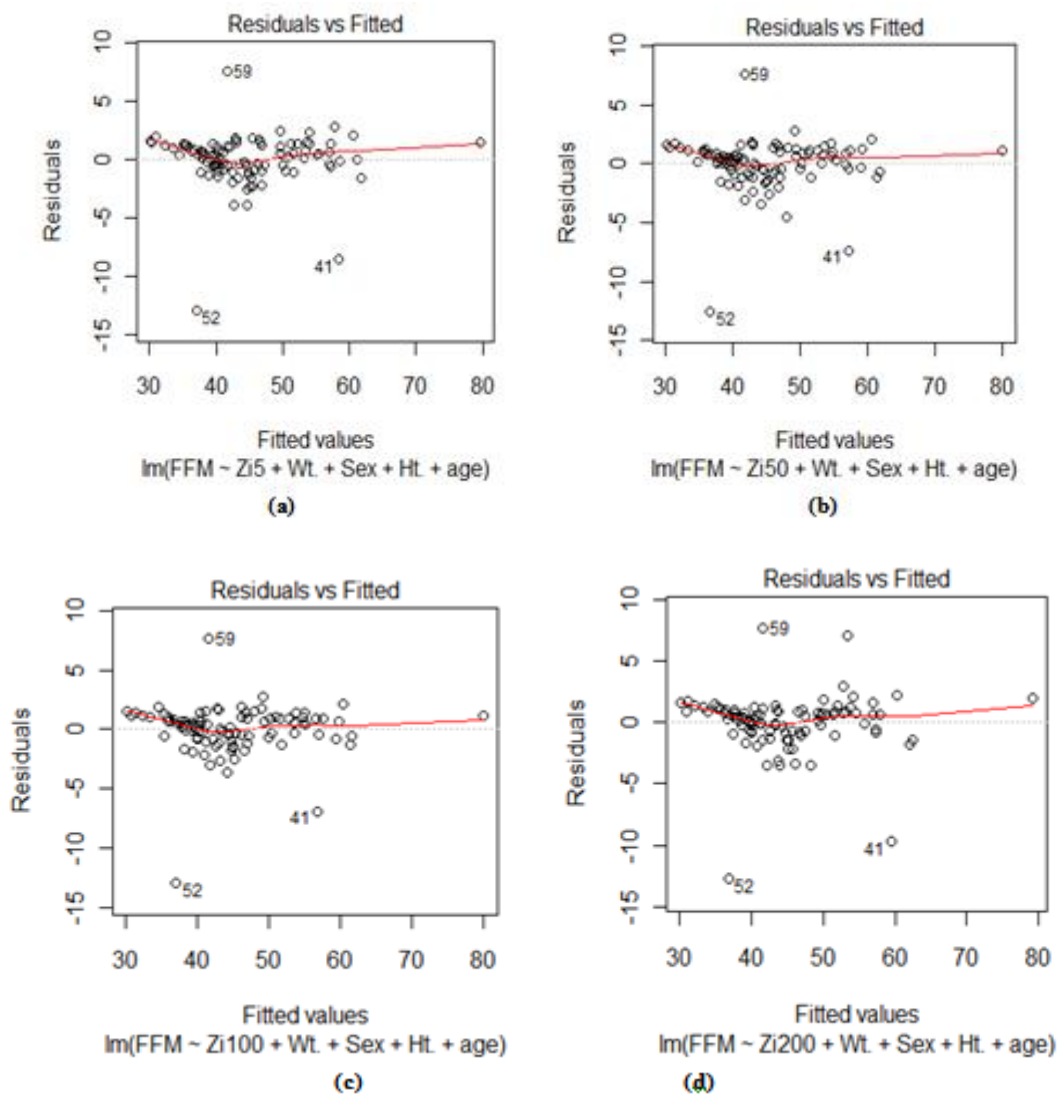 Residuals vs Fitted
10
5
0
-5
-10
-15
Residuals
59
41
52
30 40 50 60 70 80
Fitted values
lm(FFM ~ Zi5 + Wt. + Sex + Ht. + age)
(a)
Residuals vs Fitted
10
5
0
-5
-10
-15
Residuals
59
41
52
30 40 50 60 70 80
Fitted values
lm(FFM ~ Zi50 + Wt. + Sex + Ht. + age)
(b)
Residuals vs Fitted
10
5
0
-5
-10
-15
Residuals
59
41
52
30 40 50 60 70 80
Fitted values
lm(FFM ~ Zi100 + Wt. + Sex + Ht. + age)
(c)
Residuals vs Fitted
10
5
0
-5
-10
-15
Residuals
59
41
52
30 40 50 60 70 80
Fitted values
lm(FFM ~ Zi200 + Wt. + Sex + Ht. + age)
(d)